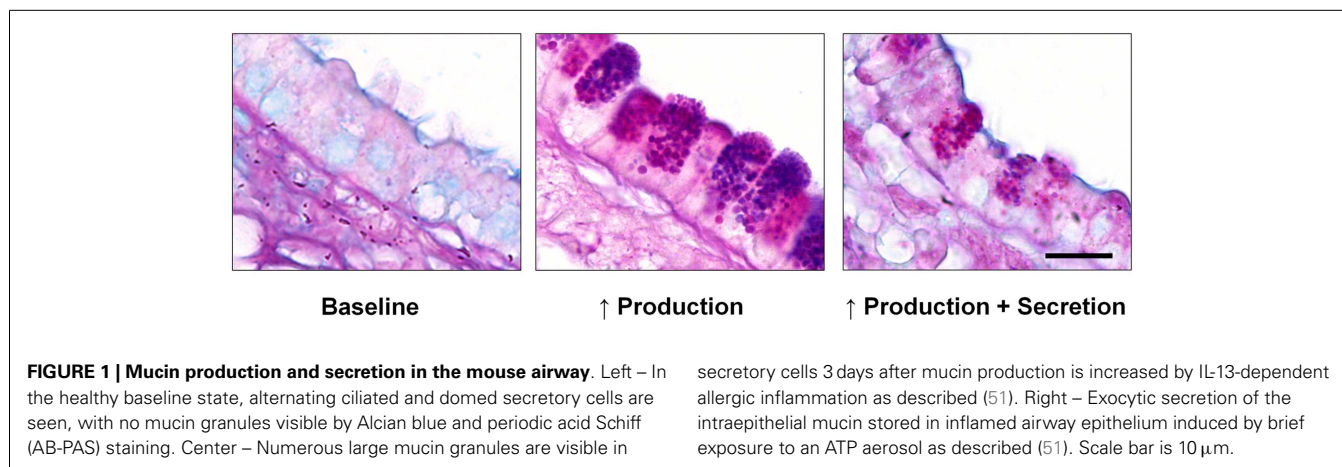 Baseline
↑ Production
↑ Production + Secretion
FIGURE 1 | Mucin production and secretion in the mouse airway. Left – In
the healthy baseline state, alternating ciliated and domed secretory cells are
seen, with no mucin granules visible by Alcian blue and periodic acid Schiff
(AB-PAS) staining. Center – Numerous large mucin granules are visible in
secretory cells 3 days after mucin production is increased by IL-13-dependent
allergic inflammation as described (51). Right – Exocytic secretion of the
intraepithelial mucin stored in inflamed airway epithelium induced by brief
exposure to an ATP aerosol as described (51). Scale bar is 10 μm.